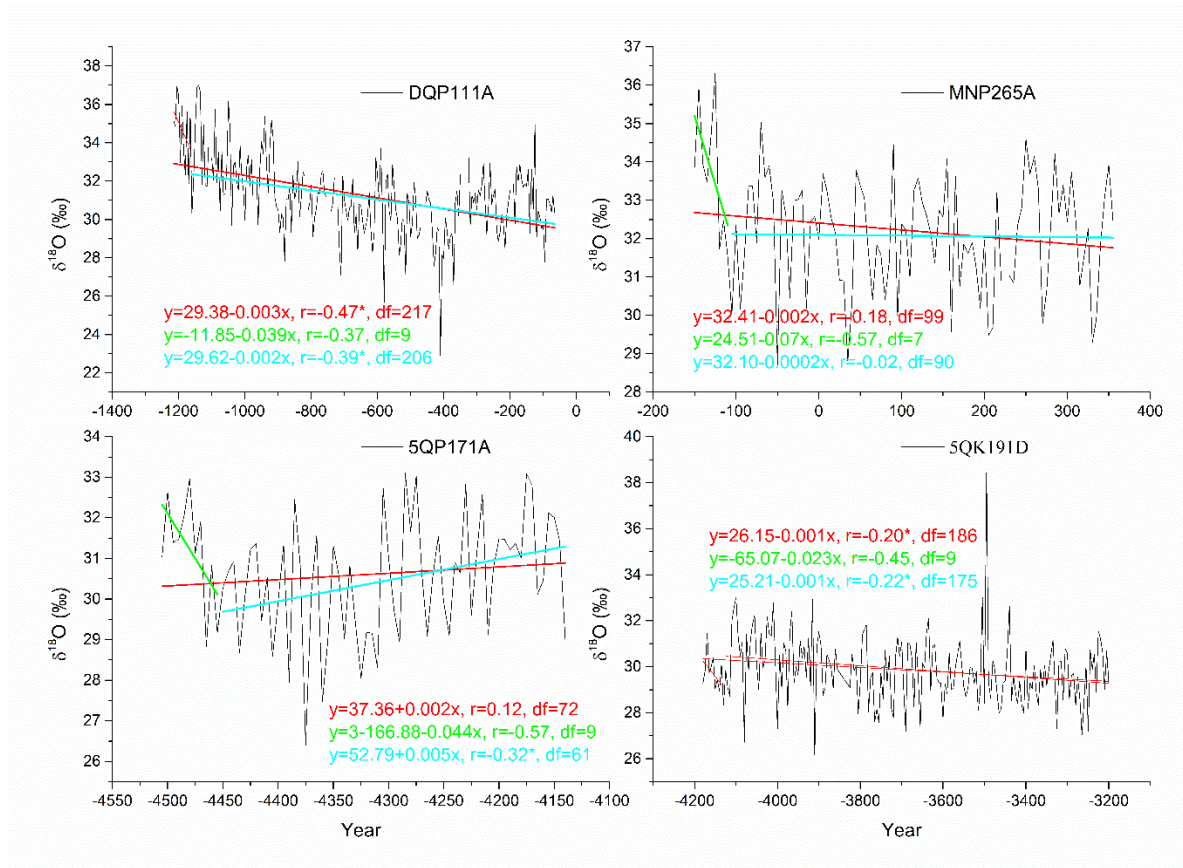 DQP111A
δ¹⁸O (‰)
38
36
34
32
30
28
26
24
22
y=29.38-0.003x, r=-0.47*, df=217
y=-11.85-0.039x, r=-0.37, df=9
y=29.62-0.002x, r=-0.39*, df=206
-1400 -1200 -1000 -800 -600 -400 -200 0
MNP265A
δ¹⁸O (‰)
37
36
35
34
33
32
31
30
29
28
y=32.41-0.002x, r=-0.18, df=99
y=24.51-0.07x, r=-0.57, df=7
y=32.10-0.0002x, r=-0.02, df=90
-200 -100 0 100 200 300 400
5QP171A
δ¹⁸O (‰)
34
33
32
31
30
29
28
27
26
y=37.36+0.002x, r=0.12, df=72
y=3-166.88-0.044x, r=-0.57, df=9
y=52.79+0.005x, r=-0.32*, df=61
-4550 -4500 -4450 -4400 -4350 -4300 -4250 -4200 -4150 -4100
Year
5QK191D
δ¹⁸O (‰)
40
38
36
34
32
30
28
26
y=26.15-0.001x, r=-0.20*, df=186
y=-65.07-0.023x, r=-0.45, df=9
y=25.21-0.001x, r=-0.22*, df=175
-4200 -4000 -3800 -3600 -3400 -3200
Year